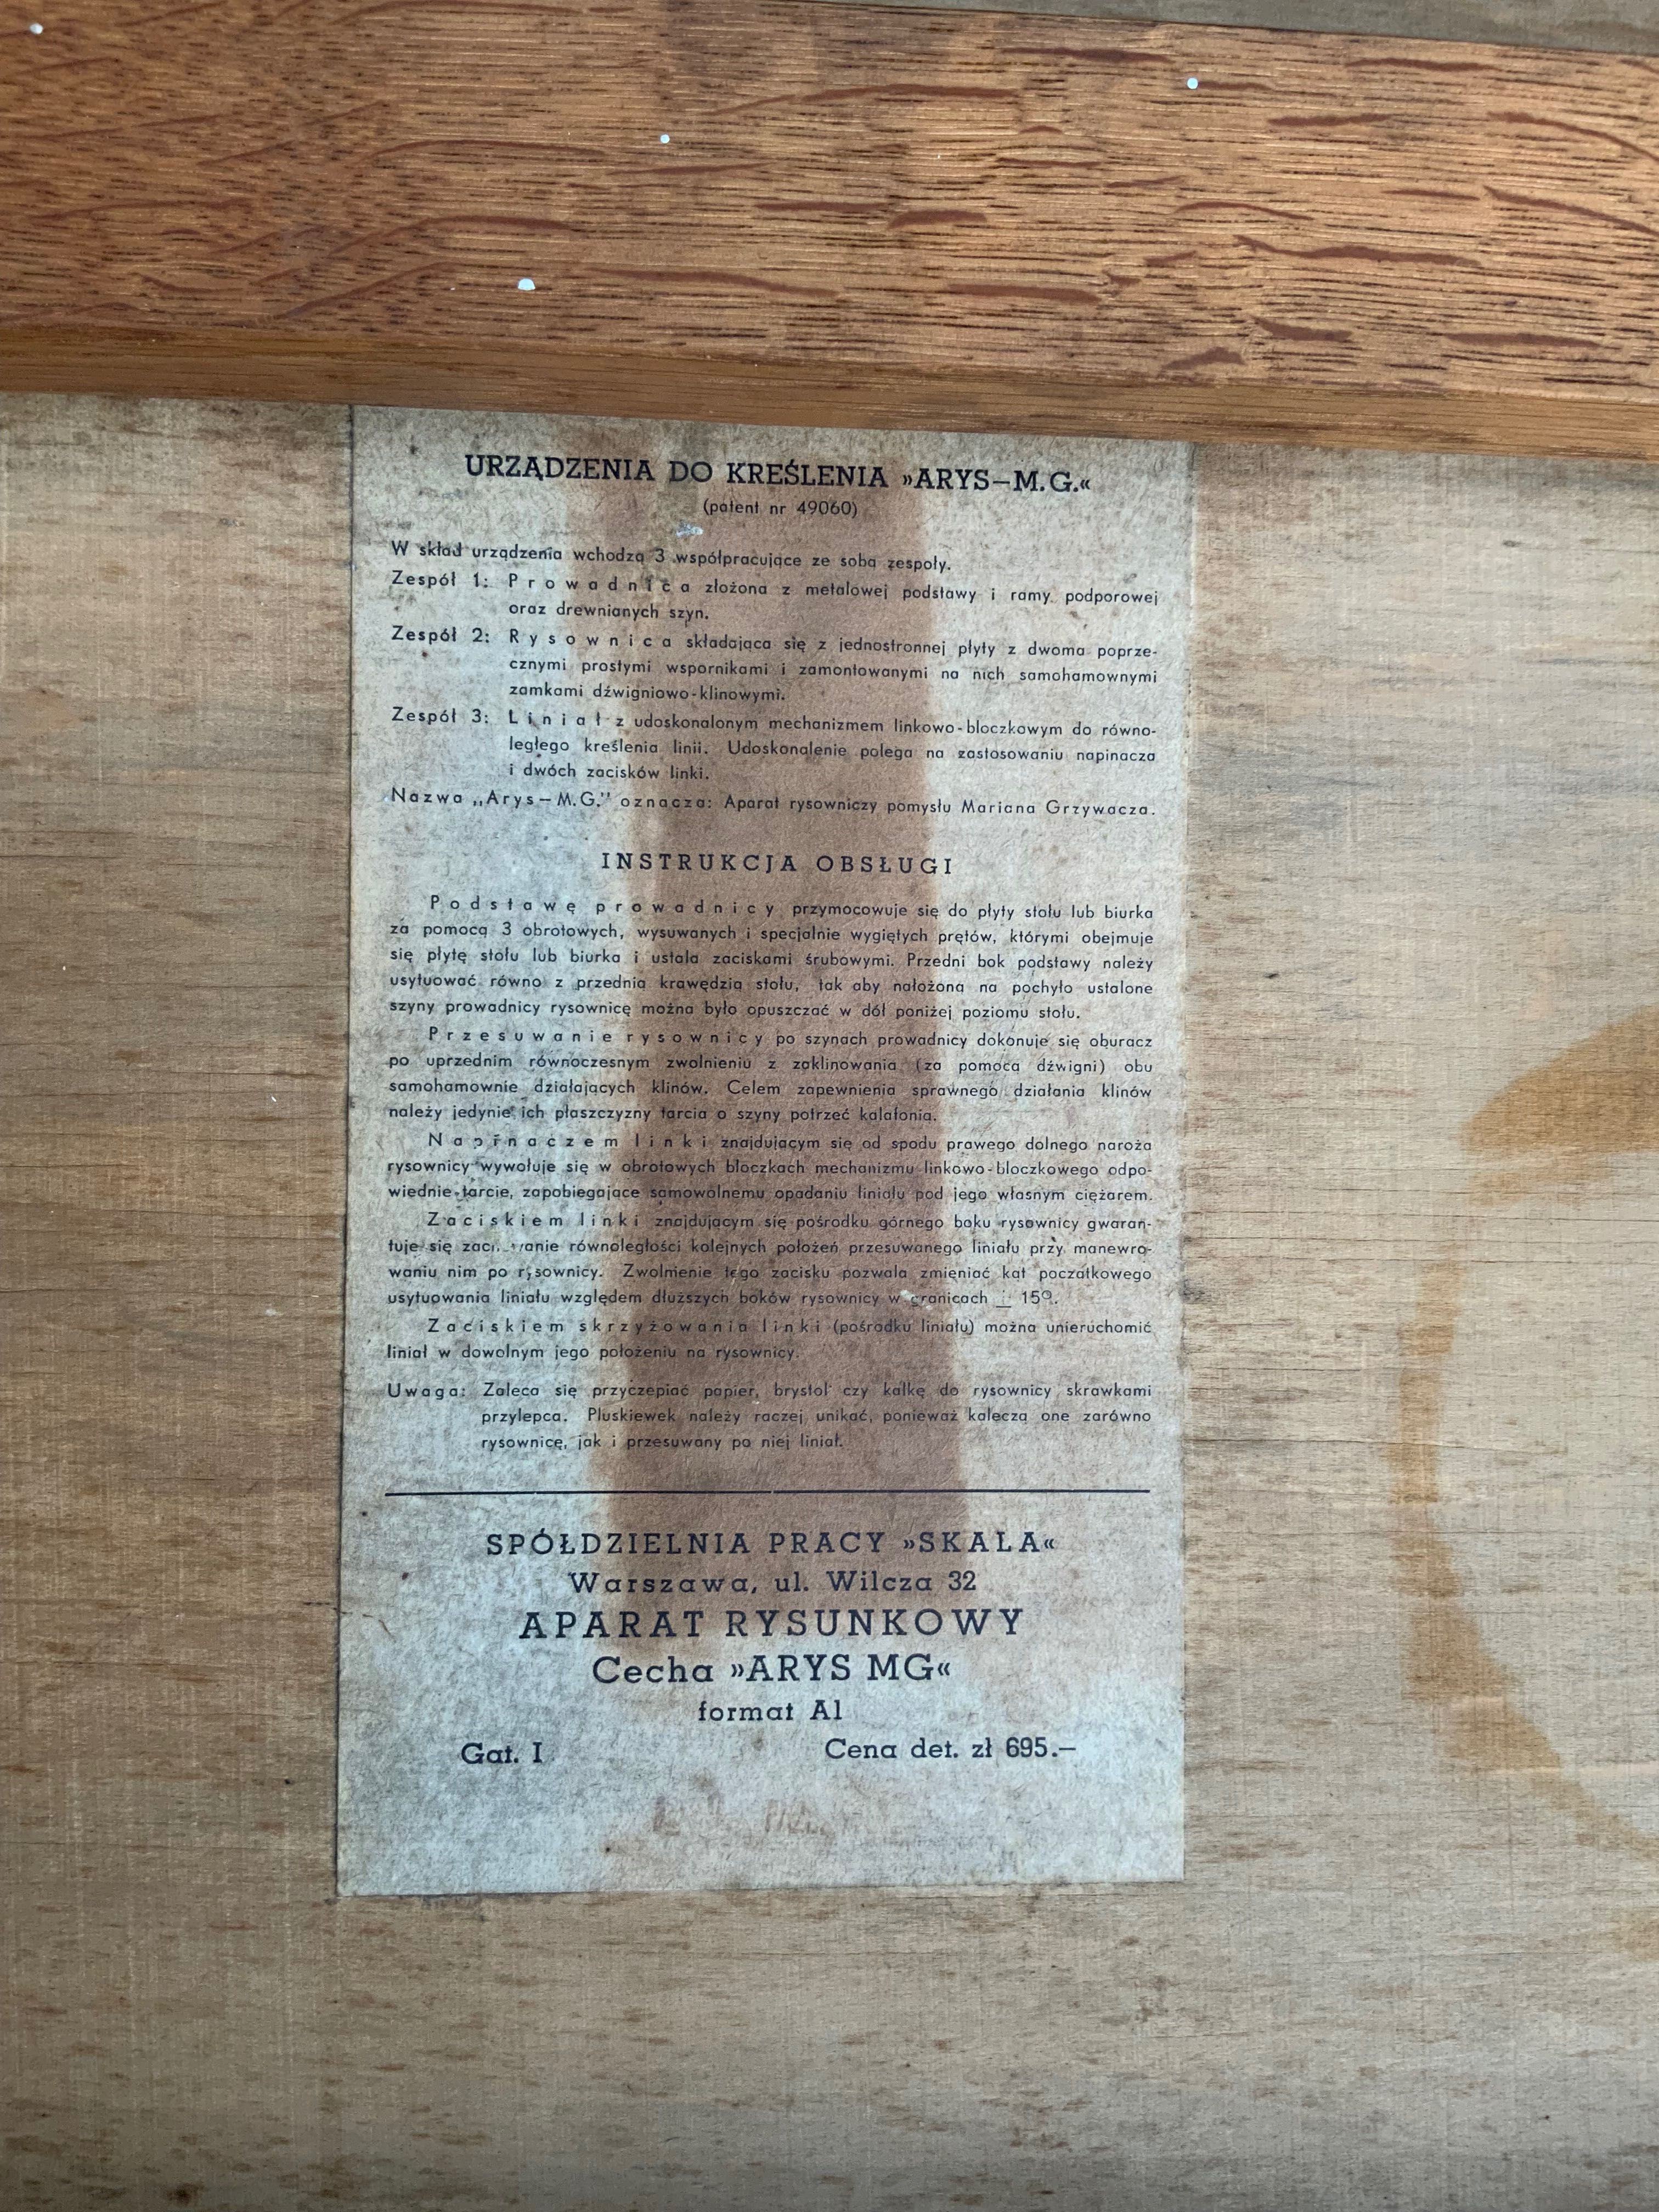 URZĄDZENIA DO KREŚLENIA »ARYS–M.G.«
(patent nr 49060)
W skład urządzenia wchodzą 3 współpracujące ze sobą zespoły.
Zespół 1: Prowadnica złożona z metalowej podstawy i ramy podporowej
oraz drewnianych szyn.
Zespół 2: Rysownica składająca się z jednostronnej płyty z dwoma poprze-
cznymi prostymi wspornikami i zamontowanymi na nich samohamownymi
zamkami dźwigniowo-klinowymi.
Zespół 3: Liniał z udoskonalonym mechanizmem linkowo-bloczkowym do równo-
ległego kreślenia linii. Udoskonalenie polega na zastosowaniu napinacza
i dwóch zacisków linki.
Nazwa „Arys–M.G." oznacza: Aparat rysowniczy pomysłu Mariana Grzywacza.
INSTRUKCJA OBSŁUGI
Podstawę prowadnicy przymocowuje się do płyty stołu lub biurka
za pomocą 3 obrotowych, wysuwanych i specjalnie wygiętych prętów, którymi obejmuje
się płytę stołu lub biurka i ustala zaciskami śrubowymi. Przedni bok podstawy należy
usytuować równo z przednią krawędzią stołu, tak aby nałożoną na pochyło ustalone
szyny prowadnicy rysownicę można było opuszczać w dół poniżej poziomu stołu.
Przesuwanie rysownicy po szynach prowadnicy dokonuje się oburącz
po uprzednim równoczesnym zwolnieniu z zaklinowania (za pomocą dźwigni) obu
samohamownie działających klinów. Celem zapewnienia sprawnego działania klinów
należy jedynie ich płaszczyzny tarcia o szyny potrzeć kalafonią.
Napinaczem linki znajdującym się od spodu prawego dolnego naroża
rysownicy wywołuje się w obrotowych bloczkach mechanizmu linkowo-bloczkowego odpo-
wiednie tarcie, zapobiegające samowolnemu opadaniu liniału pod jego własnym ciężarem.
Zaciskiem linki znajdującym się pośrodku górnego boku rysownicy gwaran-
tuje się równoległości kolejnych położeń przesuwanego liniału przy manewro-
waniu nim po rysownicy. Zwolnienie tego zacisku pozwala zmieniać kąt początkowego
usytuowania liniału względem dłuższych boków rysownicy w granicach ± 15°.
Zaciskiem skrzyżowania linki (pośrodku liniału) można unieruchomić
liniał w dowolnym jego położeniu na rysownicy.
Uwaga: Zaleca się przyczepiać papier, brystol czy kalkę do rysownicy skrawkami
przylepca. Pluskiewek należy raczej unikać, ponieważ kaleczą one zarówno
rysownicę, jak i przesuwany po niej liniał.
SPÓŁDZIELNIA PRACY »SKALA«
Warszawa, ul. Wilcza 32
APARAT RYSUNKOWY
Cecha »ARYS MG«
format A1
Gat. I Cena det. zł 695.–